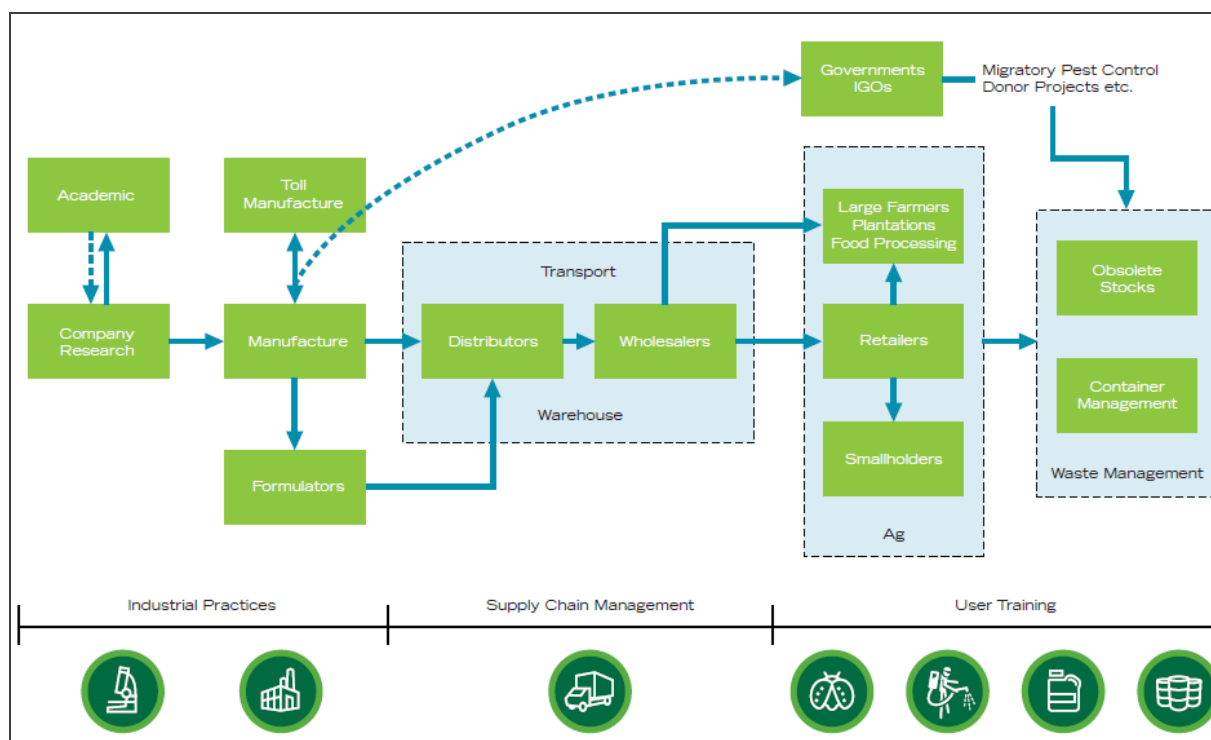 Governments
IGOs
Migratory Pest Control
Donor Projects etc.
Academic
Toll
Manufacture
Large Farmers
Plantations
Food Processing
Transport
Obsolete
Stocks
Company
Research
Manufacture
Distributors
Wholesalers
Retailers
Container
Management
Warehouse
Smallholders
Waste Management
Formulators
Ag
Industrial Practices
Supply Chain Management
User Training